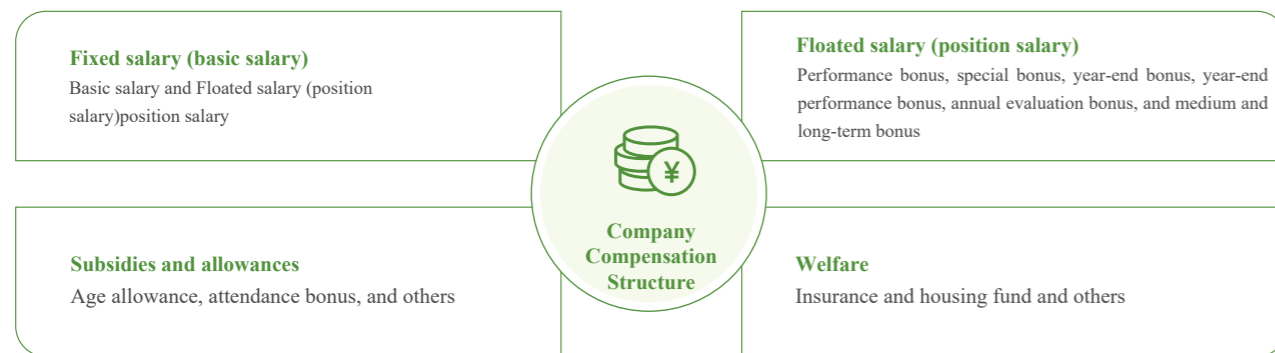 Fixed salary (basic salary)
Basic salary and Floated salary (position
salary)position salary
Floated salary (position salary)
Performance bonus, special bonus, year-end bonus, year-end
performance bonus, annual evaluation bonus, and medium and
long-term bonus
¥
Company
Compensation
Structure
Subsidies and allowances
Age allowance, attendance bonus, and others
Welfare
Insurance and housing fund and others